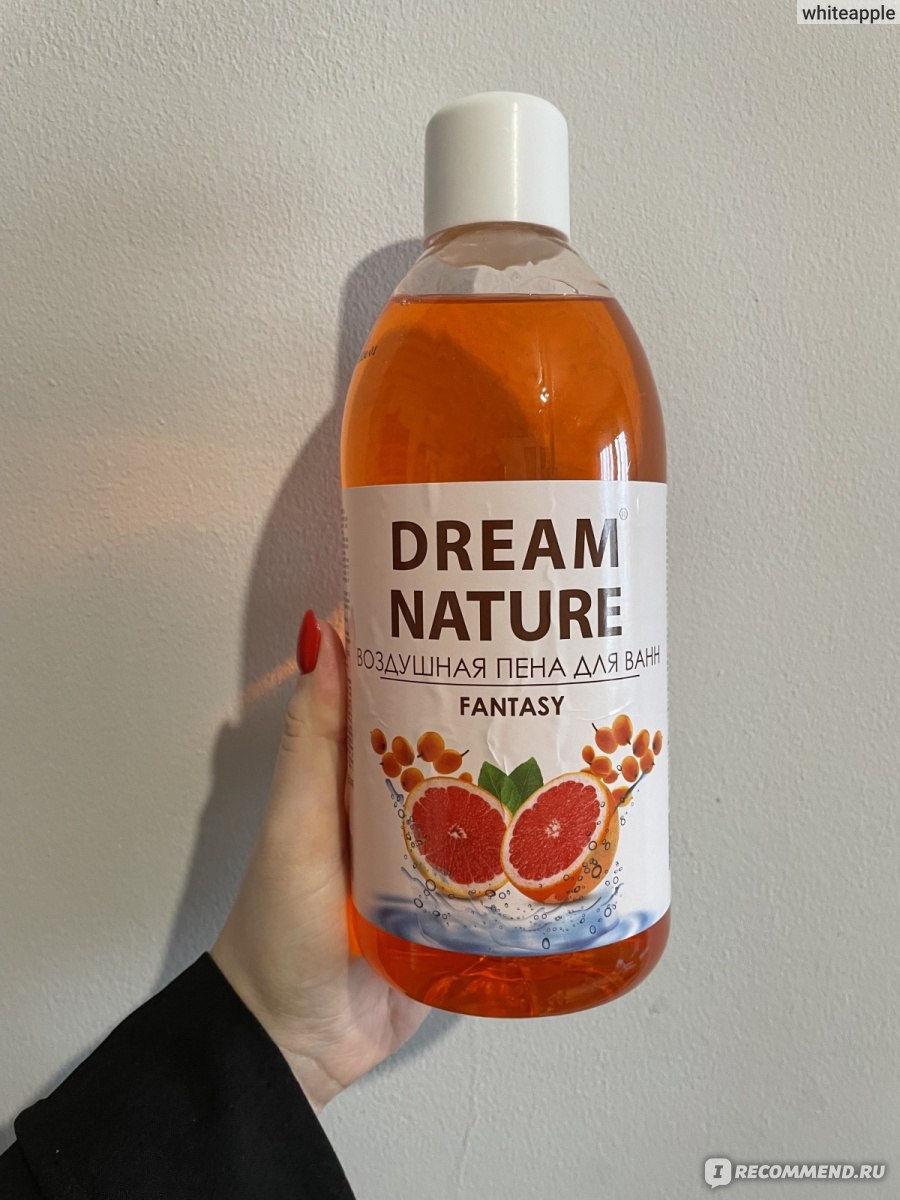 whiteapple
DREAM®
NATURE
ВОЗДУШНАЯ ПЕНА ДЛЯ ВАНН
FANTASY
I RECOMMEND.RU